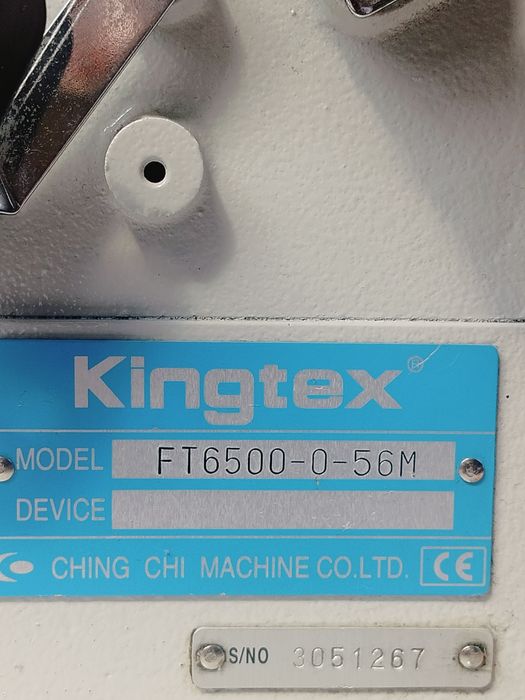 Kingtex®
MODEL FT6500-0-56M
DEVICE
CHING CHI MACHINE CO.LTD. CE
S/NO 3051267